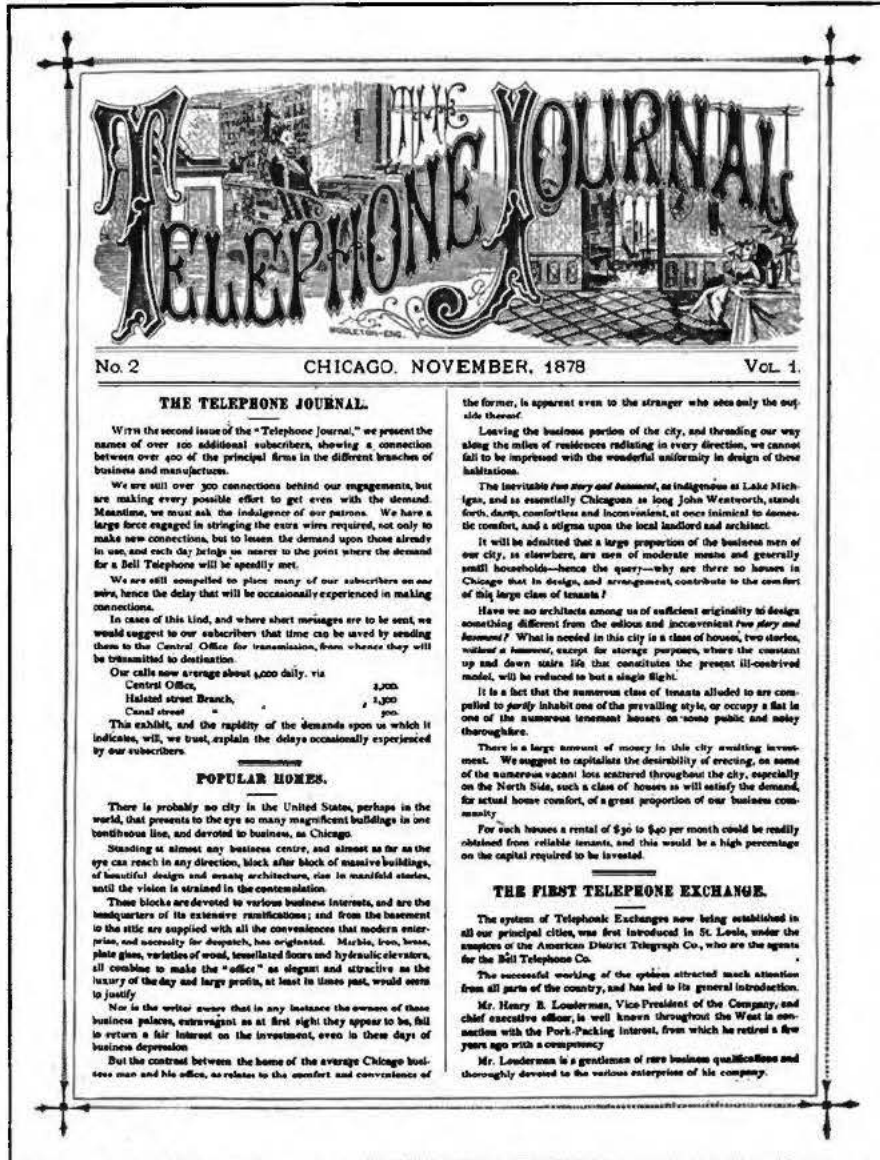 THE
TELEPHONE JOURNAL
MIDDLETON-ENG.
No. 2 CHICAGO, NOVEMBER, 1878 VOL. 1.
THE TELEPHONE JOURNAL.
WITH the second issue of the "Telephone Journal," we present the
names of over 100 additional subscribers, showing a connection
between over 400 of the principal firms in the different branches of
business and manufactures.
We are still over 300 connections behind our engagements, but
are making every possible effort to get even with the demand.
Meantime, we must ask the indulgence of our patrons. We have a
large force engaged in stringing the extra wires required, not only to
make new connections, but to lessen the demand upon those already
in use, and each day brings us nearer to the point where the demand
for a Bell Telephone will be speedily met.
We are still compelled to place many of our subscribers on one
wire, hence the delay that will be occasionally experienced in making
connections.
In cases of this kind, and where short messages are to be sent, we
would suggest to our subscribers that time can be saved by sending
them to the Central Office for transmission, from whence they will
be transmitted to destination.
Our calls now average about 4,000 daily. via
Central Office,
Halsted street Branch, 1,300
Canal street " 500.
This exhibit, and the rapidity of the demands upon us which it
indicates, will, we trust, explain the delays occasionally experienced
by our subscribers.
POPULAR HOMES.
There is probably no city in the United States, perhaps in the
world, that presents to the eye so many magnificent buildings in one
continuous line, and devoted to business, as Chicago.
Standing at almost any business centre, and almost as far as the
eye can reach in any direction, block after block of massive buildings,
of beautiful design and ornate architecture, rise in manifold stories,
until the vision is strained in the contemplation.
These blocks are devoted to various business interests, and are the
headquarters of its extensive ramifications; and from the basement
to the attic are supplied with all the conveniences that modern enter-
prise, and necessity for despatch, has originated. Marble, iron, brass,
plate glass, varieties of wood, tessellated floors and hydraulic elevators,
all combine to make the "office" as elegant and attractive as the
luxury of the day and large profits, at least in times past, would seem
to justify
Nor is the writer aware that in any instance the owners of these
business palaces, extravagant as at first sight they appear to be, fail
to return a fair interest on the investment, even in these days of
business depression
But the contrast between the home of the average Chicago busi-
ness man and his office, as relates to the comfort and convenience of
the former, is apparent even to the stranger who sees only the out-
side thereof.
Leaving the business portion of the city, and threading our way
along the miles of residences radiating in every direction, we cannot
fail to be impressed with the wonderful uniformity in design of these
habitations.
The inevitable two story and basement, as indigenous as Lake Mich-
igan, and as essentially Chicagoan as long John Wentworth, stands
forth, damp, comfortless and inconvenient, at once inimical to domes-
tic comfort, and a stigma upon the local landlord and architect.
It will be admitted that a large proportion of the business men of
our city, as elsewhere, are men of moderate means and generally
small households—hence the query—why are there no houses in
Chicago that in design, and arrangement, contribute to the comfort
of this large class of tenants?
Have we no architects among us of sufficient originality to design
something different from the odious and inconvenient two story and
basement? What is needed in this city is a class of houses, two stories,
without a basement, except for storage purposes, where the constant
up and down stairs life that constitutes the present ill-contrived
model, will be reduced to but a single flight.
It is a fact that the numerous class of tenants alluded to are com-
pelled to partly inhabit one of the prevailing style, or occupy a flat in
one of the numerous tenement houses on some public and noisy
thoroughfare.
There is a large amount of money in this city awaiting invest-
ment. We suggest to capitalists the desirability of erecting, on some
of the numerous vacant lots scattered throughout the city, especially
on the North Side, such a class of houses as will satisfy the demand,
for actual home comfort, of a great proportion of our business com-
munity
For such houses a rental of $30 to $40 per month could be readily
obtained from reliable tenants, and this would be a high percentage
on the capital required to be invested.
THE FIRST TELEPHONE EXCHANGE.
The system of Telephonic Exchanges now being established in
all our principal cities, was first introduced in St. Louis, under the
auspices of the American District Telegraph Co., who are the agents
for the Bell Telephone Co.
The successful working of the system attracted much attention
from all parts of the country, and has led to its general introduction.
Mr. Henry B. Louderman, Vice-President of the Company, and
chief executive officer, is well known throughout the West in con-
nection with the Pork-Packing interest, from which he retired a few
years ago with a competency
Mr. Louderman is a gentleman of rare business qualifications and
thoroughly devoted to the various enterprises of his company.